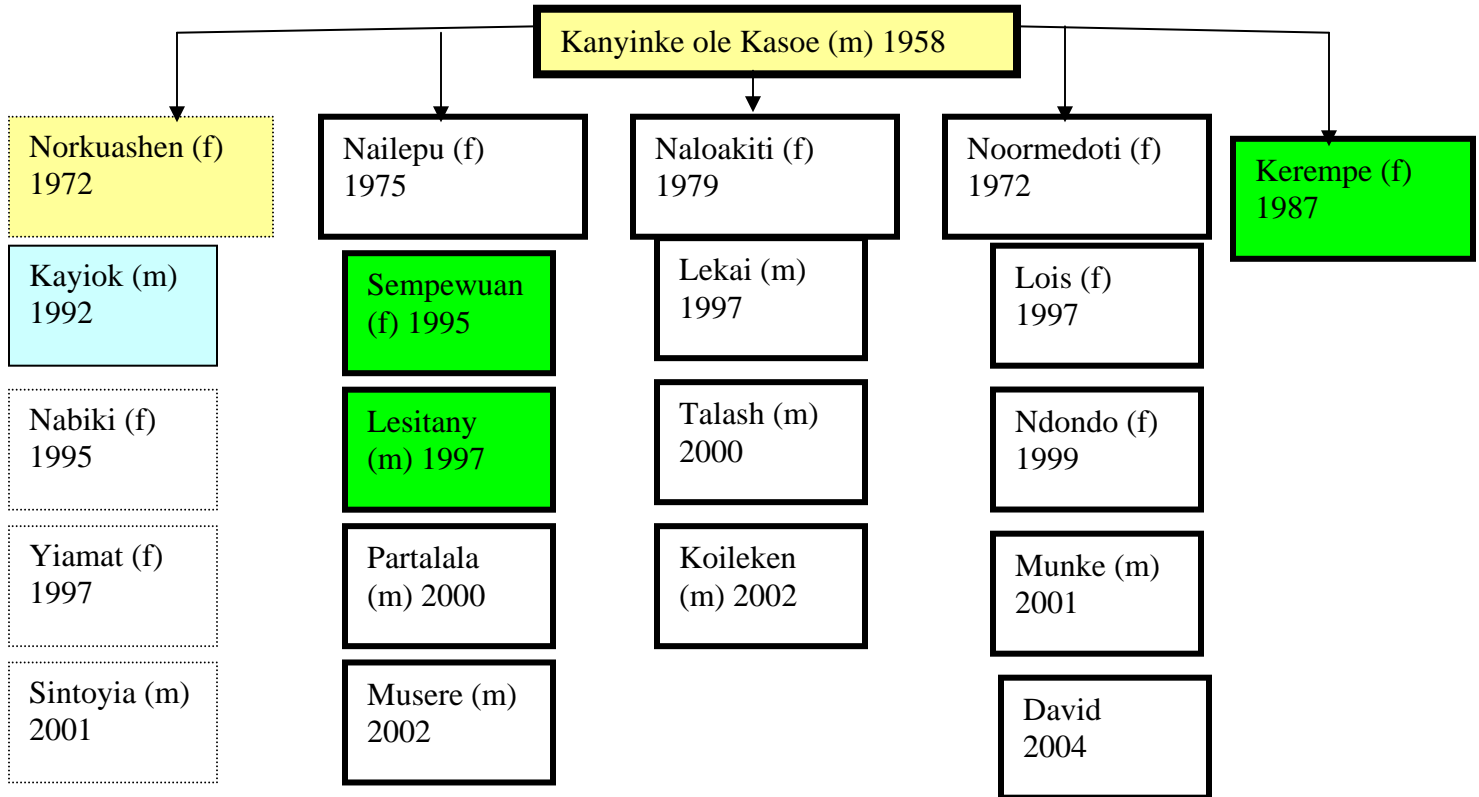 Kanyinke ole Kasoe (m) 1958
Norkuashen (f)
1972
Kayiok (m)
1992
Nabiki (f)
1995
Yiamat (f)
1997
Sintoyia (m)
2001
Nailepu (f)
1975
Sempewuan
(f) 1995
Lesitany
(m) 1997
Partalala
(m) 2000
Musere (m)
2002
Naloakiti (f)
1979
Lekai (m)
1997
Talash (m)
2000
Koileken
(m) 2002
Noormedoti (f)
1972
Lois (f)
1997
Ndondo (f)
1999
Munke (m)
2001
David
2004
Kerempe (f)
1987